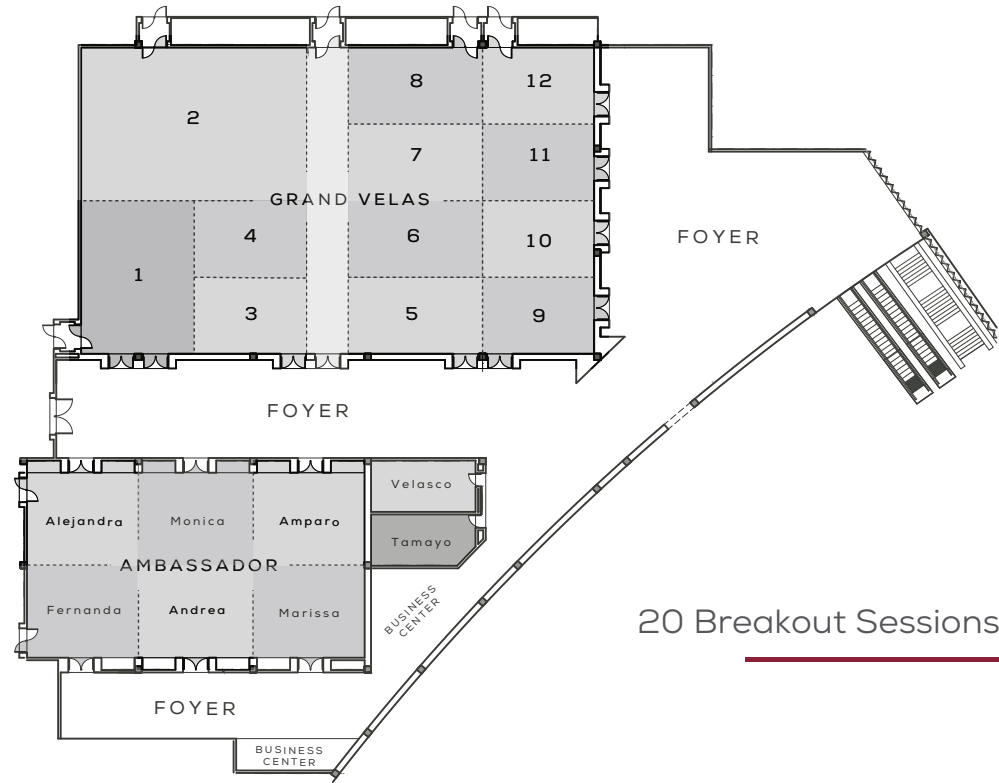 8
12
2
7
11
GRAND VELAS
4
6
10
FOYER
1
3
5
9
FOYER
Velasco
Alejandra
Monica
Amparo
Tamayo
AMBASSADOR
Fernanda
Andrea
Marissa
BUSINESS
CENTER
20 Breakout Sessions
FOYER
BUSINESS
CENTER